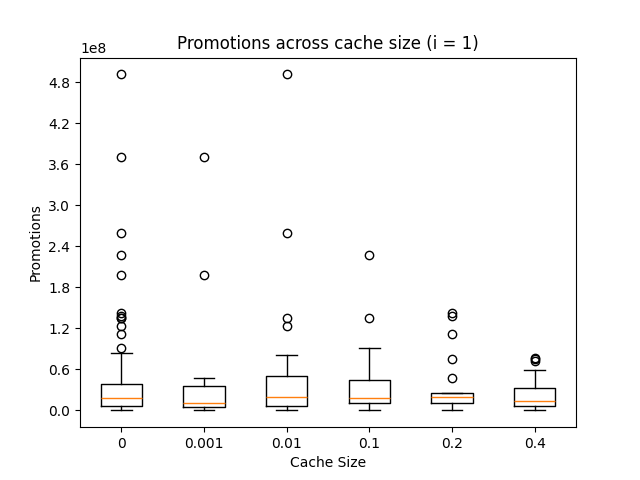 Promotions across cache size (i = 1)
1e8
4.8
4.2
3.6
3.0
2.4
1.8
1.2
0.6
0.0
Promotions
0 0.001 0.01 0.1 0.2 0.4
Cache Size